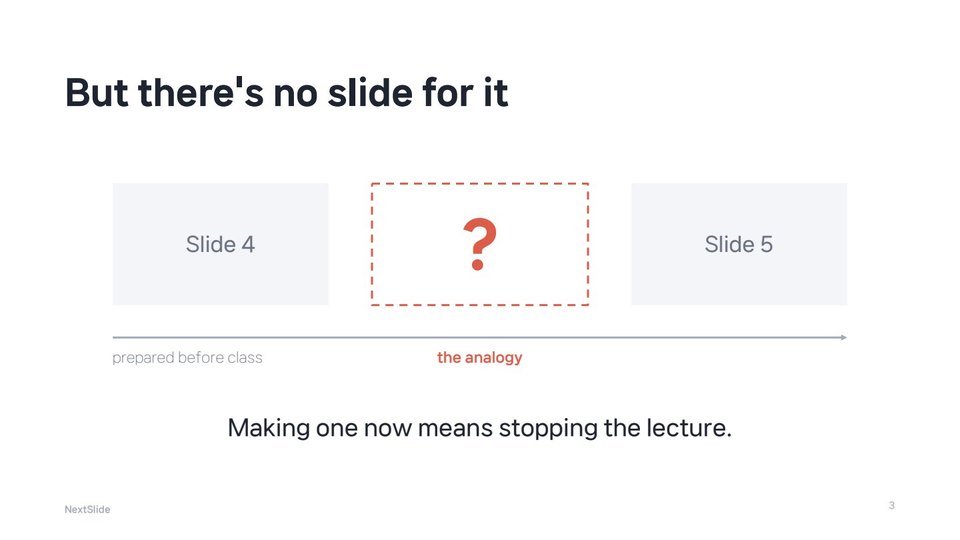 But there's no slide for it
Slide 4
?
Slide 5
prepared before class
the analogy
Making one now means stopping the lecture.
NextSlide
3